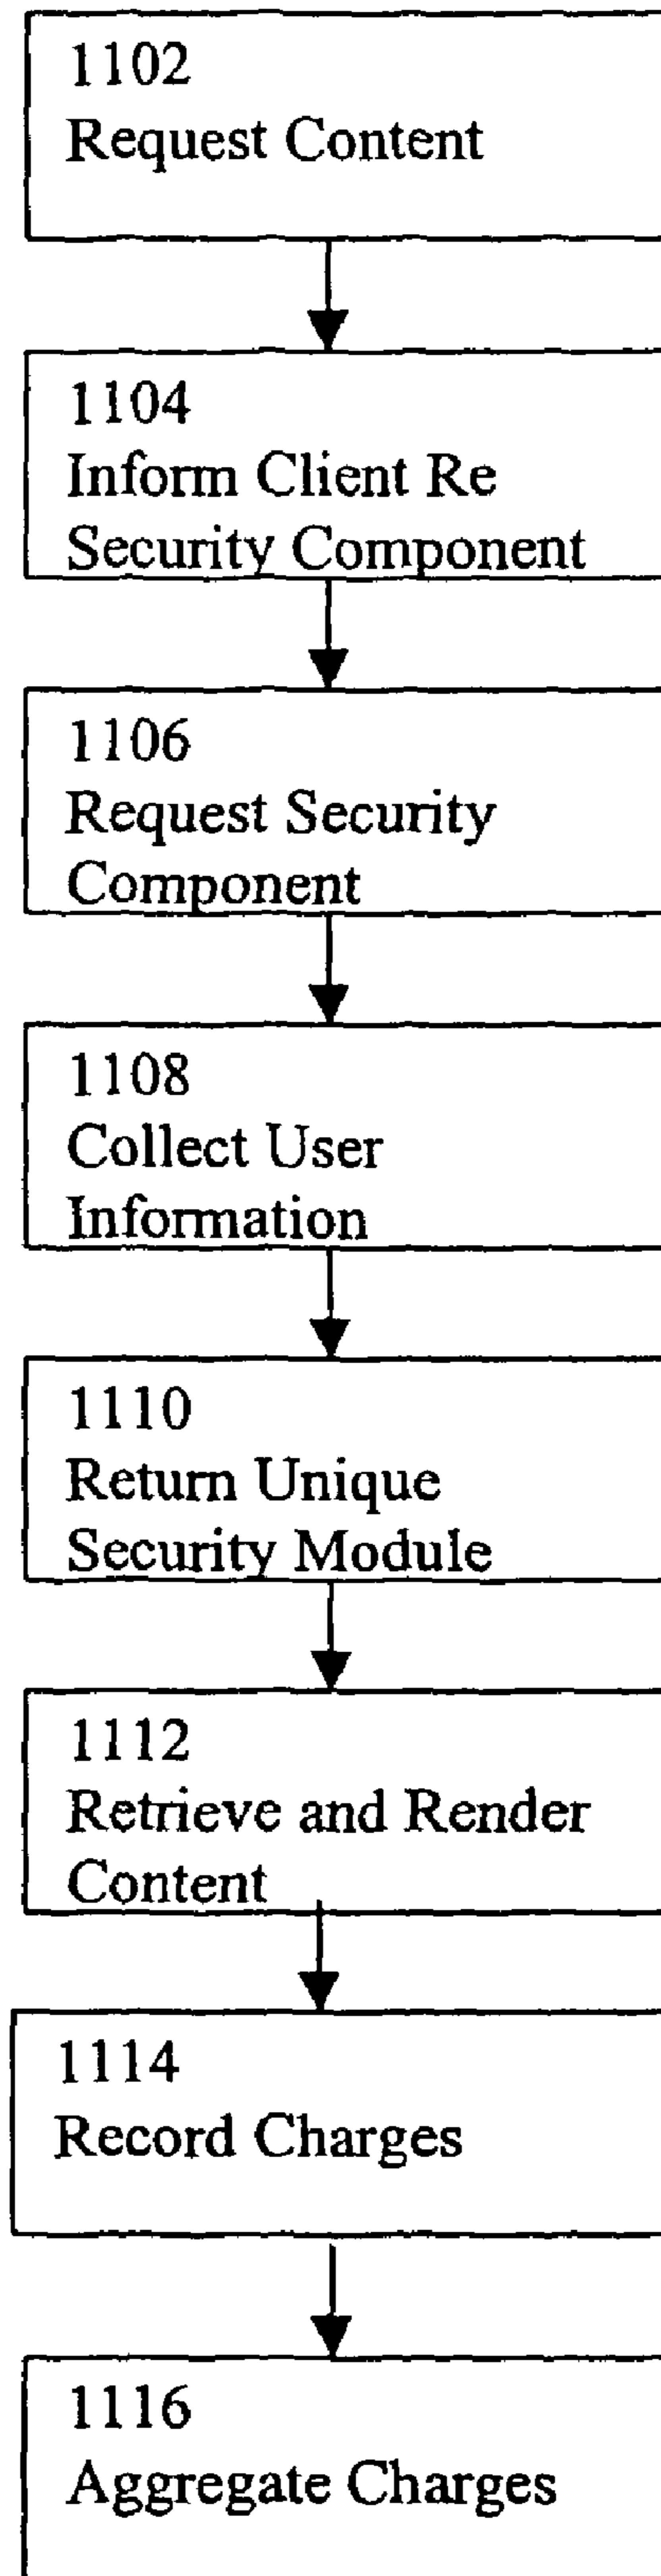 1102
Request Content
1104
Inform Client Re
Security Component
1106
Request Security
Component
1108
Collect User
Information
1110
Return Unique
Security Module
1112
Retrieve and Render
Content
1114
Record Charges
1116
Aggregate Charges